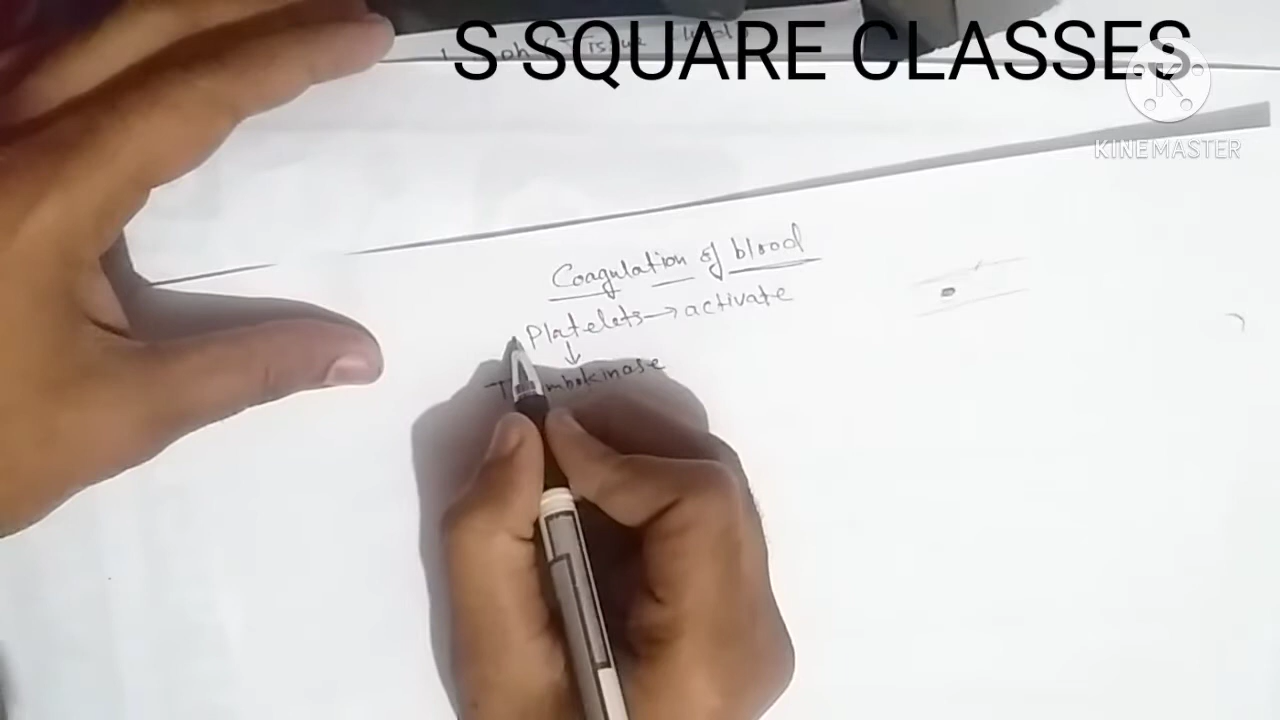 S SQUARE CLASSES
KINEMASTER
Coagulation of blood
Platelets → activate
↓